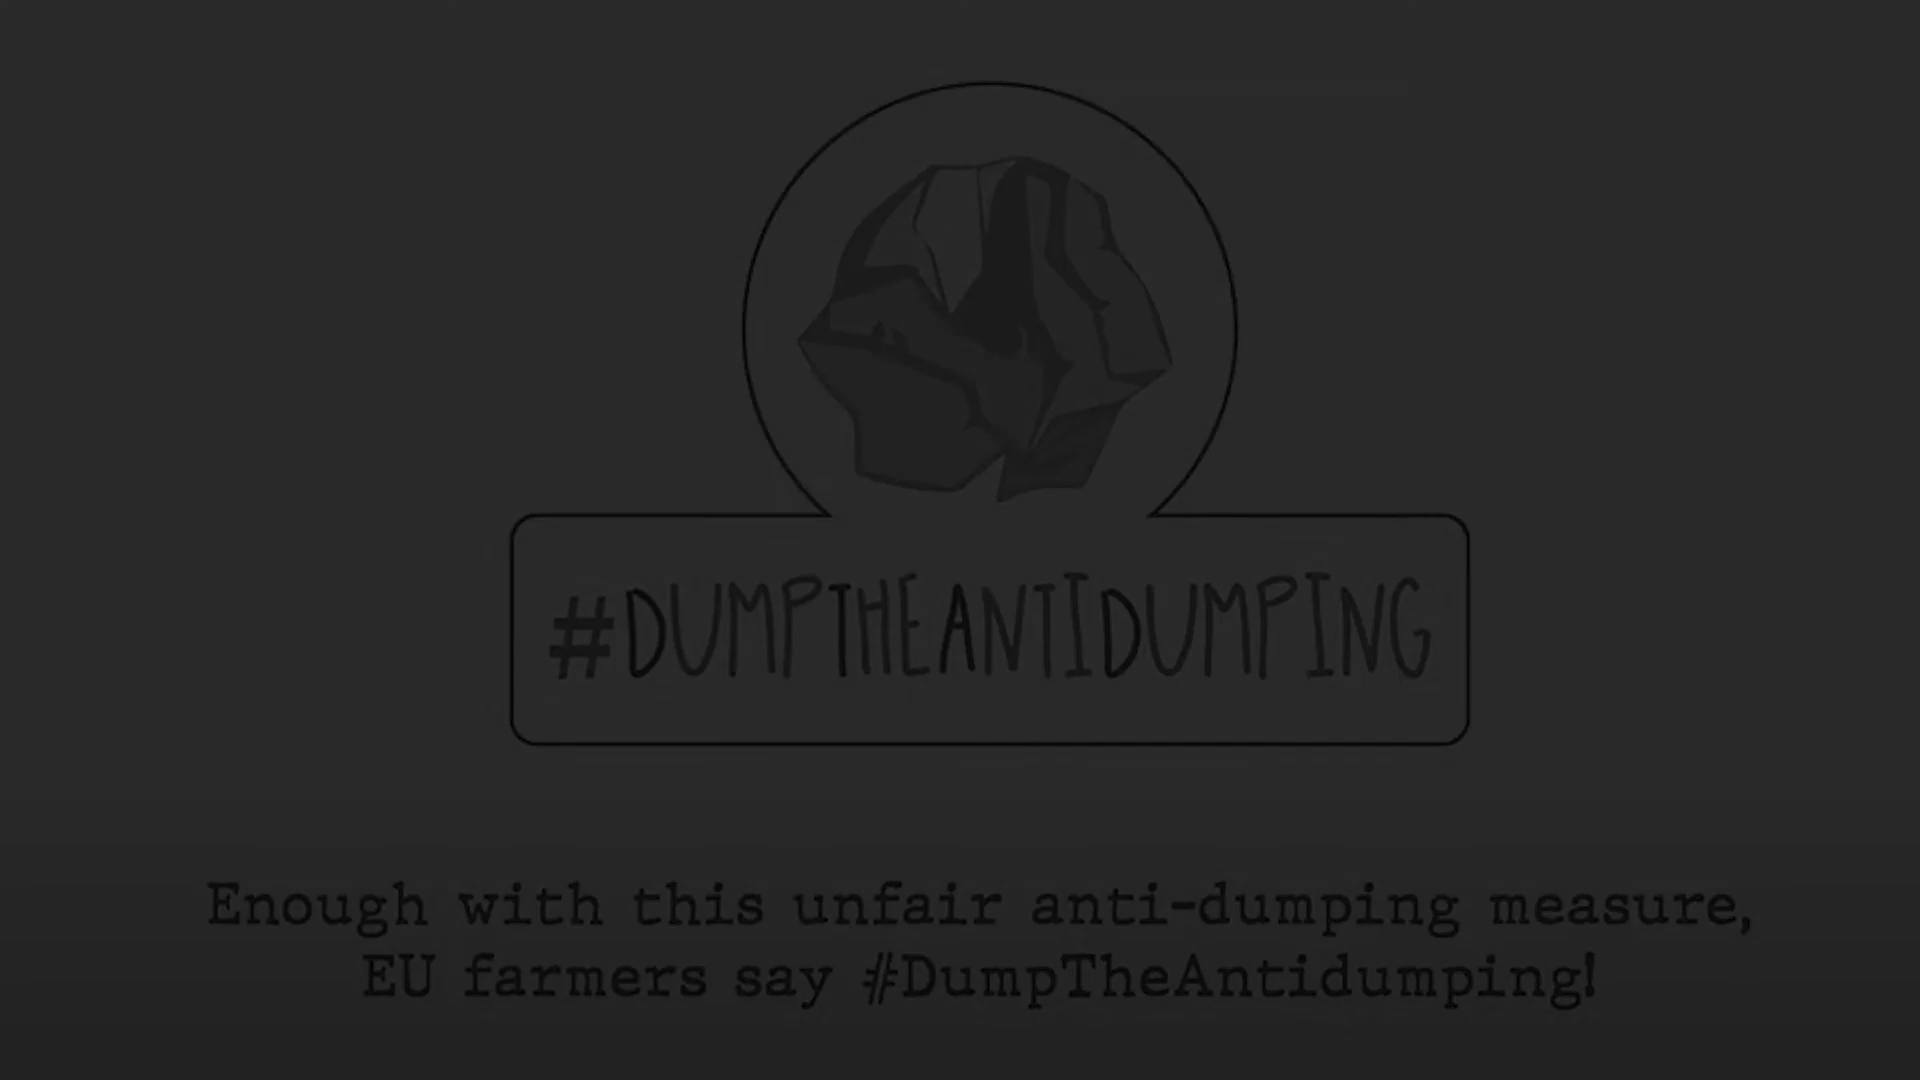 #DUMPTHEANTIDUMPING
Enough with this unfair anti-dumping measure,
EU farmers say #DumpTheAntidumping!